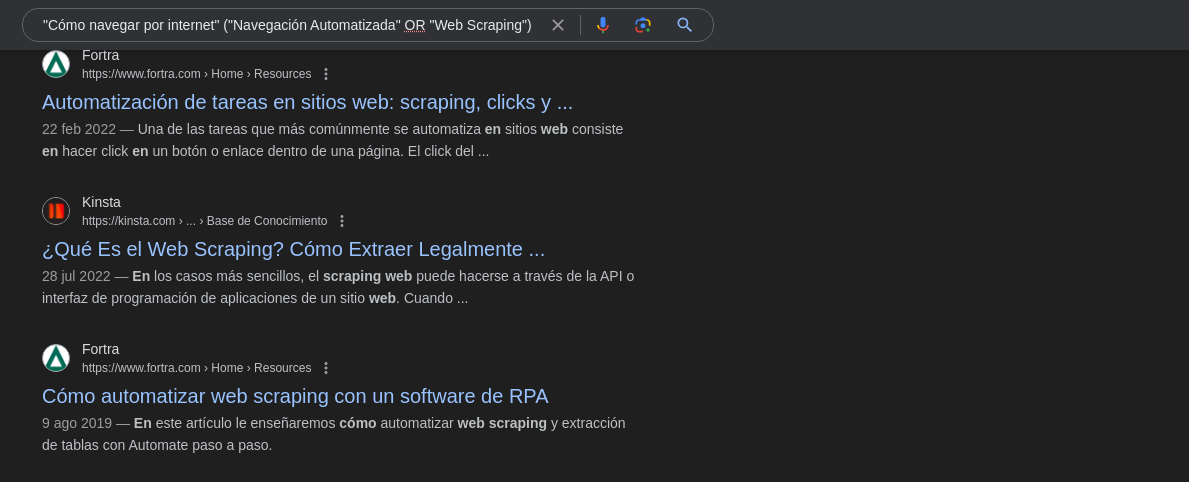 "Cómo navegar por internet" ("Navegación Automatizada" OR "Web Scraping")
Fortra
https://www.fortra.com › Home › Resources
Automatización de tareas en sitios web: scraping, clicks y ...
22 feb 2022 — Una de las tareas que más comúnmente se automatiza en sitios web consiste
en hacer click en un botón o enlace dentro de una página. El click del ...
Kinsta
https://kinsta.com › ... › Base de Conocimiento
¿Qué Es el Web Scraping? Cómo Extraer Legalmente ...
28 jul 2022 — En los casos más sencillos, el scraping web puede hacerse a través de la API o
interfaz de programación de aplicaciones de un sitio web. Cuando ...
Fortra
https://www.fortra.com › Home › Resources
Cómo automatizar web scraping con un software de RPA
9 ago 2019 — En este artículo le enseñaremos cómo automatizar web scraping y extracción
de tablas con Automate paso a paso.